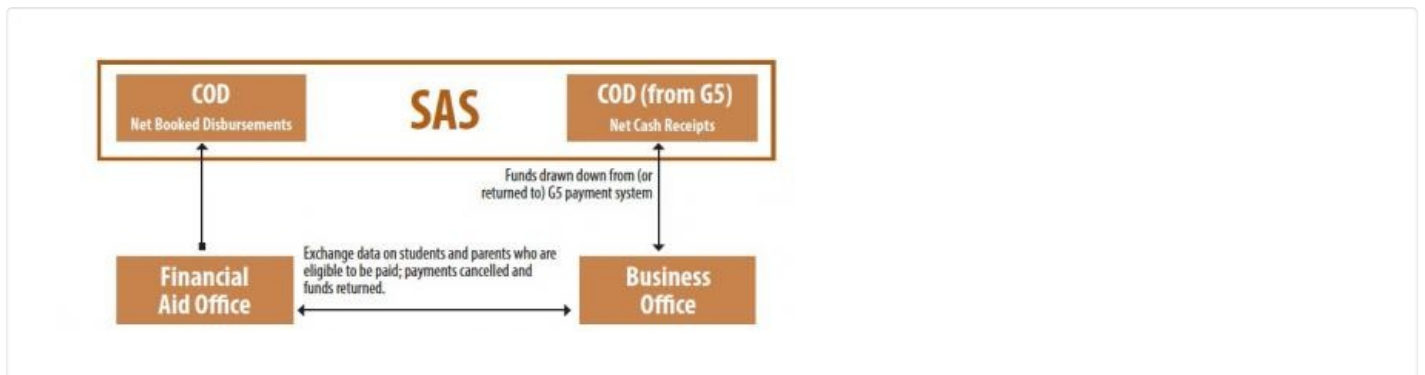 COD
Net Booked Disbursements
SAS
COD (from G5)
Net Cash Receipts
Funds drawn down from (or
returned to) G5 payment system
Exchange data on students and parents who are
eligible to be paid; payments cancelled and
funds returned.
Financial
Aid Office
Business
Office